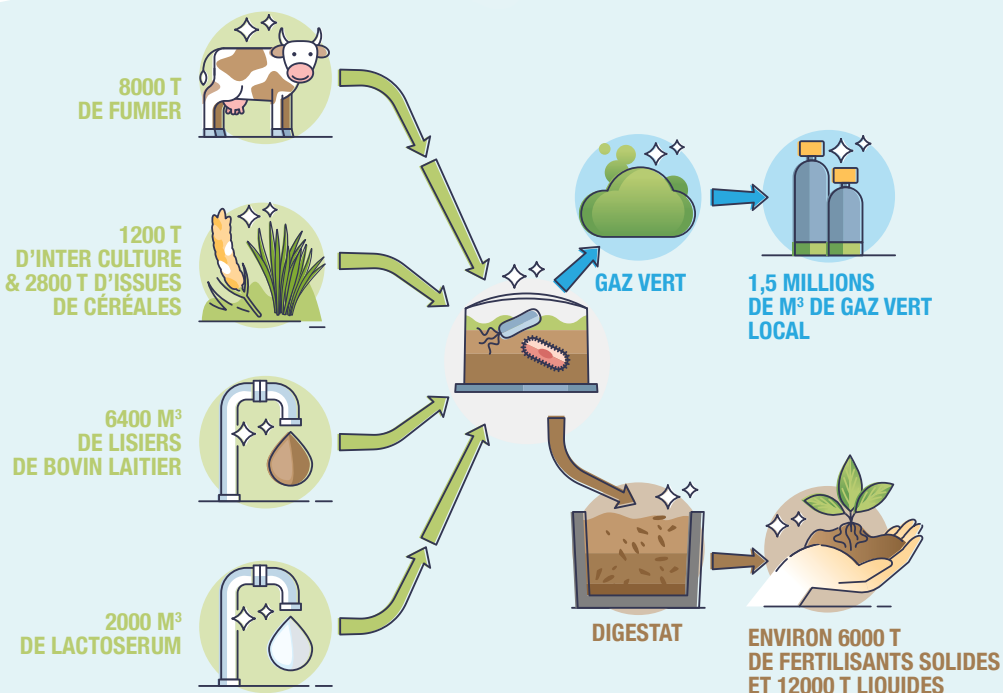 8000 T
DE FUMIER
1200 T
D'INTER CULTURE
& 2800 T D'ISSUES
DE CÉRÉALES
6400 M³
DE LISIERS
DE BOVIN LAITIER
2000 M³
DE LACTOSERUM
GAZ VERT
1,5 MILLIONS
DE M³ DE GAZ VERT
LOCAL
DIGESTAT
ENVIRON 6000 T
DE FERTILISANTS SOLIDES
ET 12000 T LIQUIDES